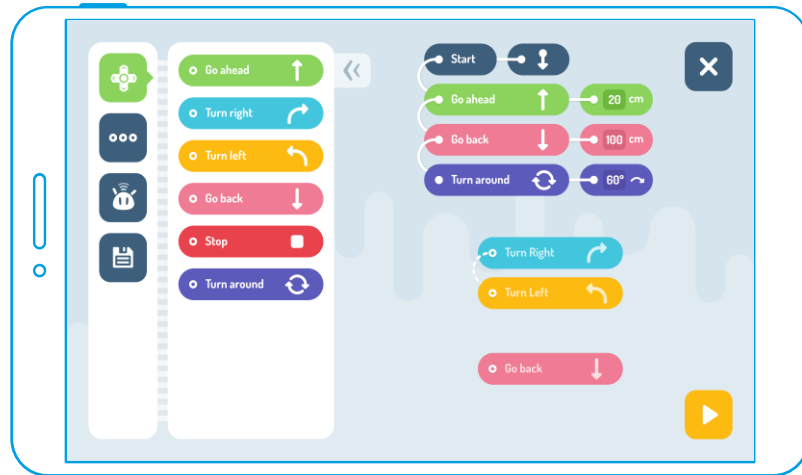 Go ahead
Turn right
Turn left
Go back
Stop
Turn around
Start
Go ahead 20 cm
Go back 100 cm
Turn around 60°
Turn Right
Turn Left
Go back